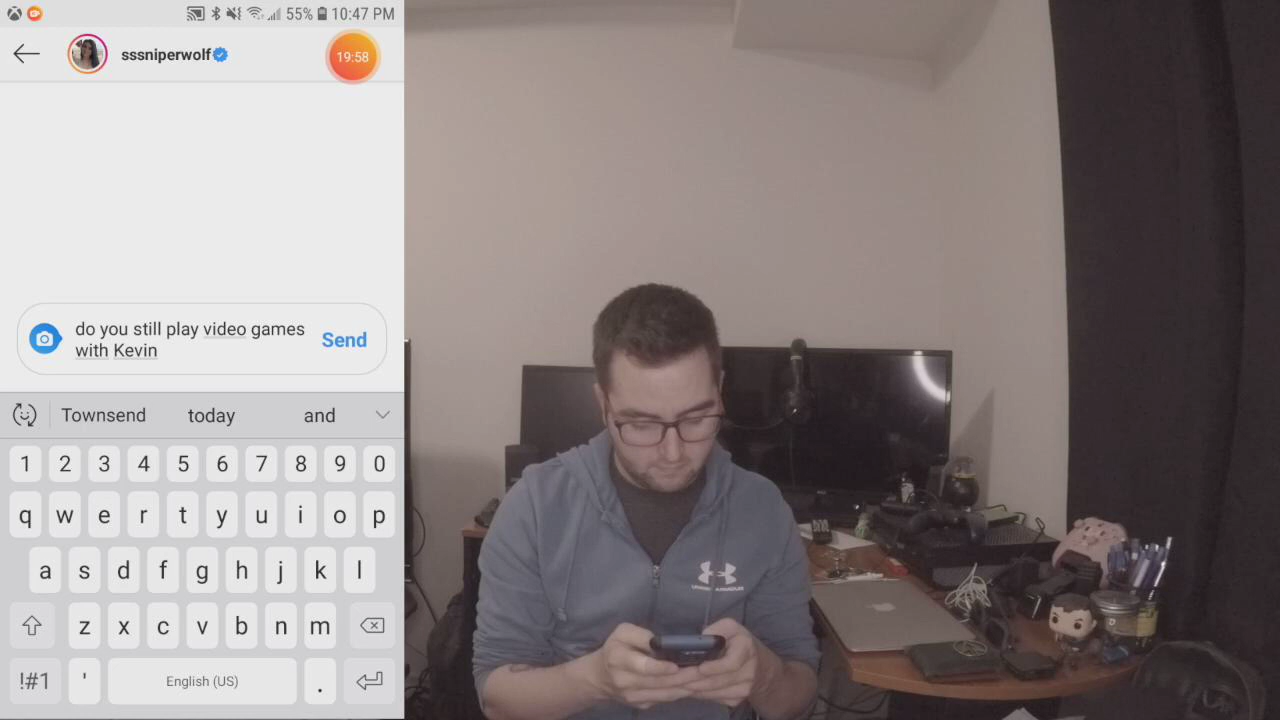 55% 10:47 PM
sssniperwolf
19:58
do you still play video games
with Kevin
Send
Townsend today and
1 2 3 4 5 6 7 8 9 0
q w e r t y u i o p
a s d f g h j k l
z x c v b n m
!#1 ' English (US) .
UNDER ARMOUR